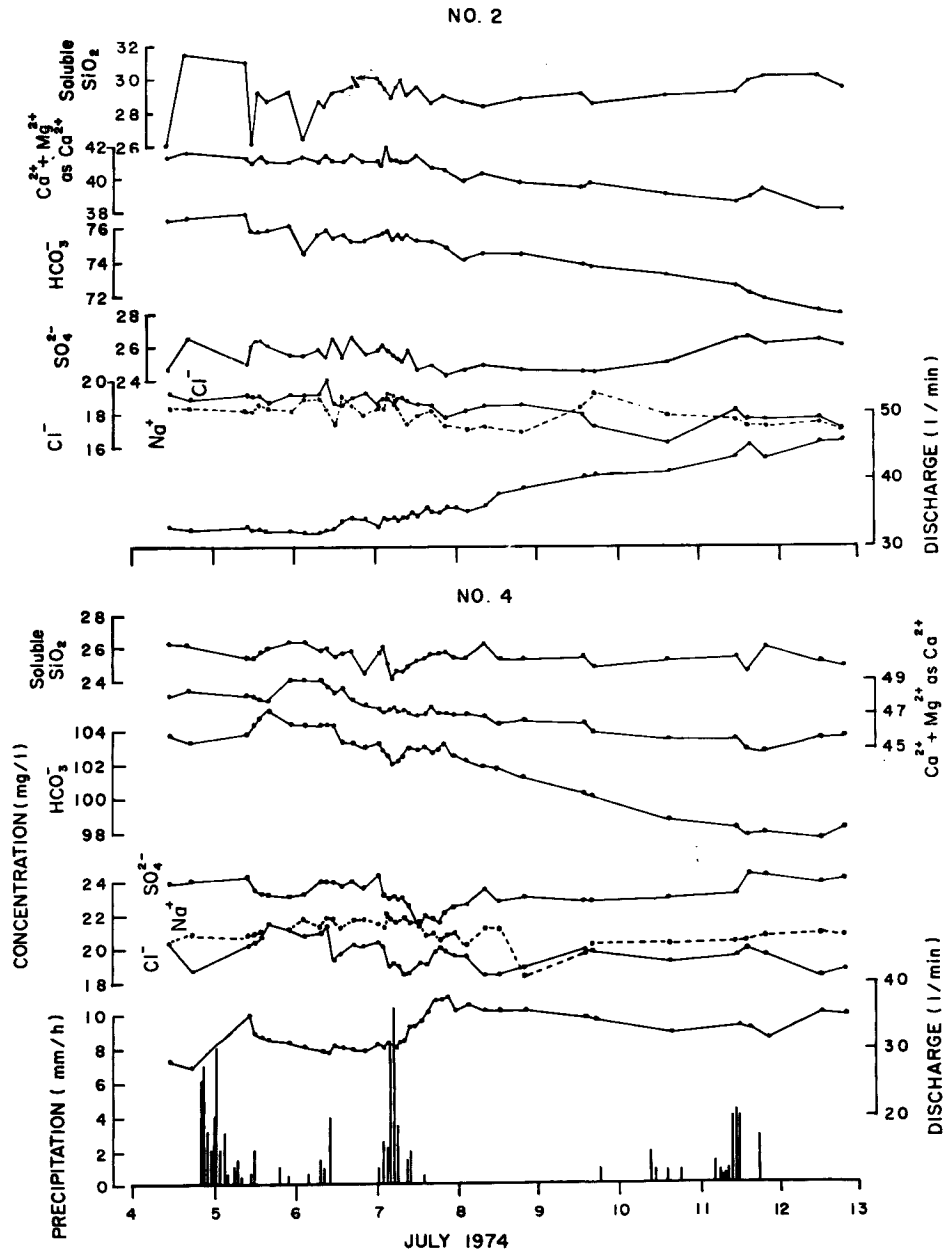 NO. 2
Soluble
SiO₂
32
30
28
26
Ca²⁺ + Mg²⁺
as Ca²⁺
42
40
38
HCO₃⁻
76
74
72
SO₄²⁻
28
26
24
Cl⁻
Cl⁻
Na⁺
20
18
16
DISCHARGE (l / min)
50
40
30
NO. 4
Soluble
SiO₂
28
26
24
Ca²⁺ + Mg²⁺ as Ca²⁺
49
47
45
HCO₃⁻
104
102
100
98
CONCENTRATION (mg/l)
SO₄²⁻
Na⁺
Cl⁻
24
22
20
18
DISCHARGE (l/min)
40
30
20
PRECIPITATION ( mm/h )
10
8
6
4
2
0
4 5 6 7 8 9 10 11 12 13
JULY 1974